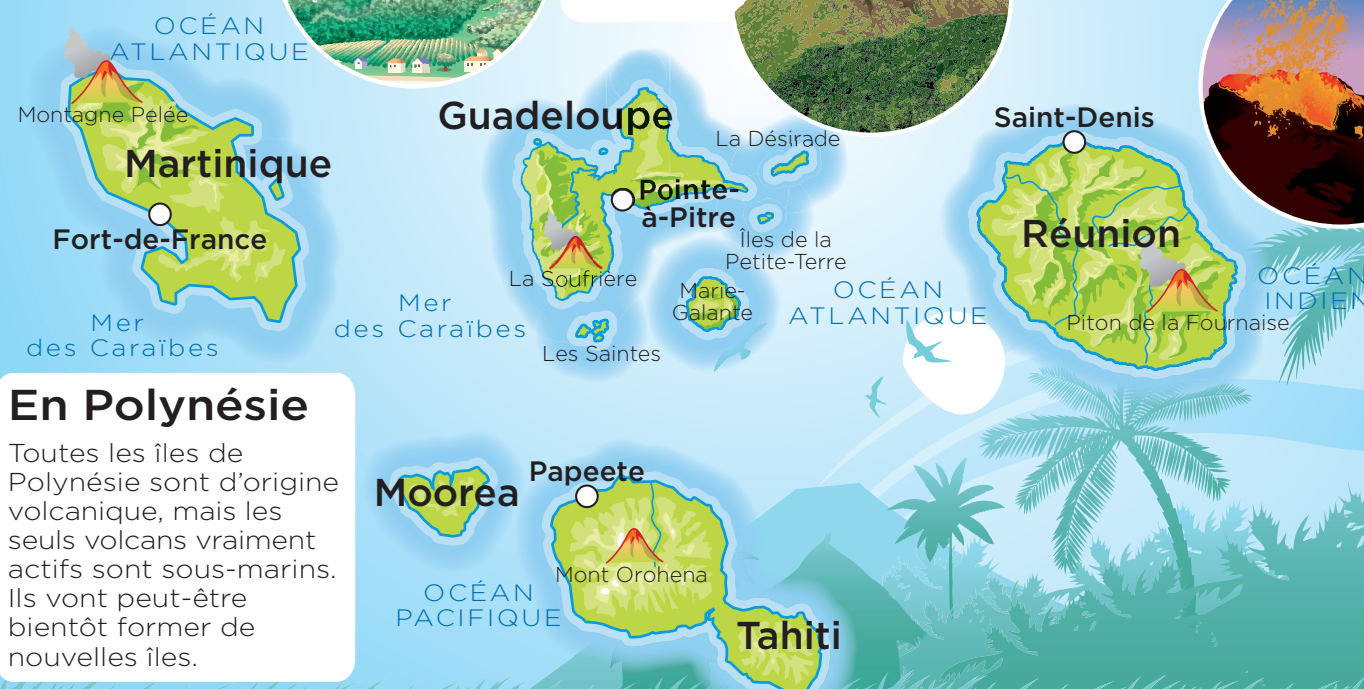 OCÉAN
ATLANTIQUE
Montagne Pelée
Martinique
Fort-de-France
Mer
des Caraïbes
Guadeloupe
La Désirade
Pointe-
à-Pitre
Îles de la
Petite-Terre
La Soufrière
Marie-
Galante
Les Saintes
Mer
des Caraïbes
OCÉAN
ATLANTIQUE
Saint-Denis
Réunion
Piton de la Fournaise
OCÉAN
INDIEN
En Polynésie
Toutes les îles de
Polynésie sont d’origine
volcanique, mais les
seuls volcans vraiment
actifs sont sous-marins.
Ils vont peut-être
bientôt former de
nouvelles îles.
Moorea
Papeete
Mont Orohena
OCÉAN
PACIFIQUE
Tahiti